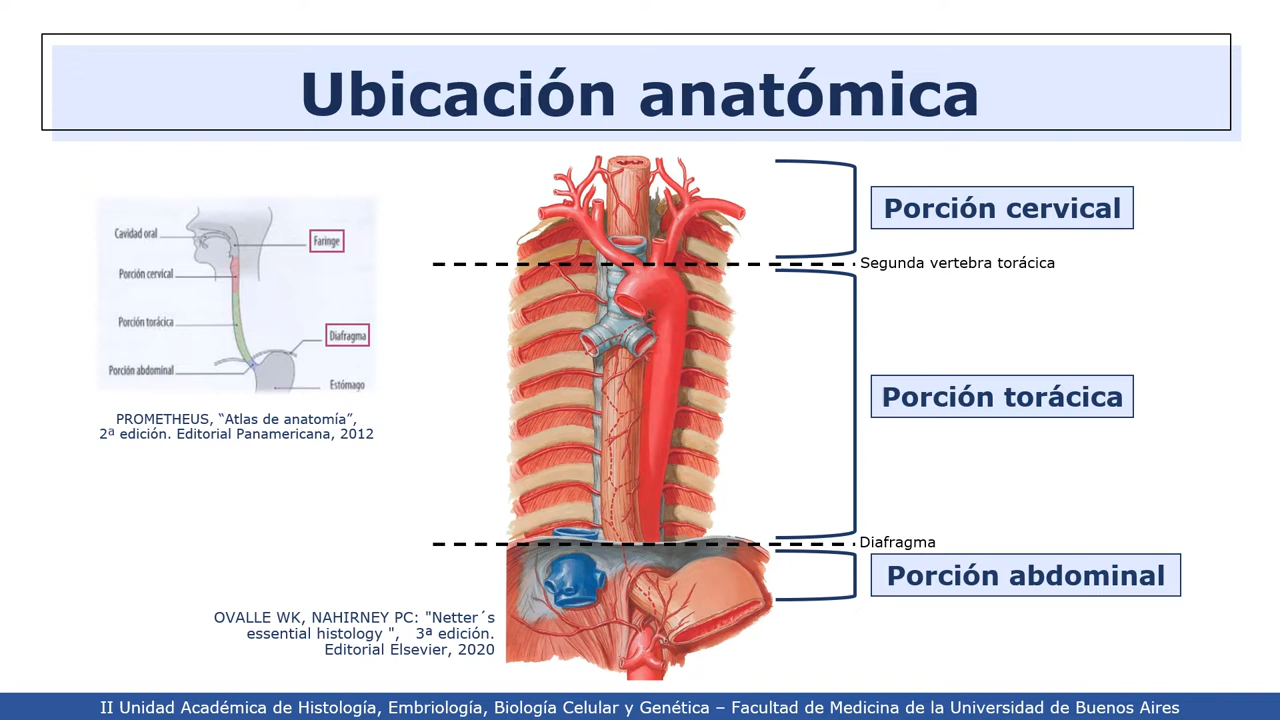 Ubicación anatómica
Cavidad oral
Faringe
Porción cervical
Porción torácica
Diafragma
Porción abdominal
Estómago
PROMETHEUS, “Atlas de anatomía”,
2ª edición. Editorial Panamericana, 2012
Porción cervical
Segunda vertebra torácica
Porción torácica
Diafragma
Porción abdominal
OVALLE WK, NAHIRNEY PC: "Netter´s
essential histology ", 3ª edición.
Editorial Elsevier, 2020
II Unidad Académica de Histología, Embriología, Biología Celular y Genética – Facultad de Medicina de la Universidad de Buenos Aires